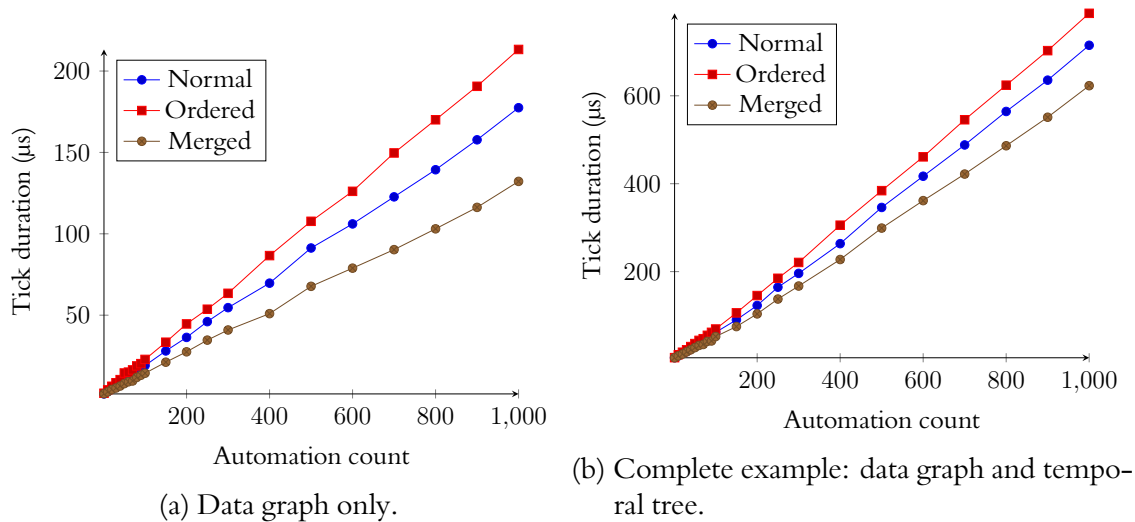 200
150
100
50
Tick duration (μs)
Normal
Ordered
Merged
200 400 600 800 1,000
Automation count
(a) Data graph only.
600
400
200
Tick duration (μs)
Normal
Ordered
Merged
200 400 600 800 1,000
Automation count
(b) Complete example: data graph and tempo-
ral tree.